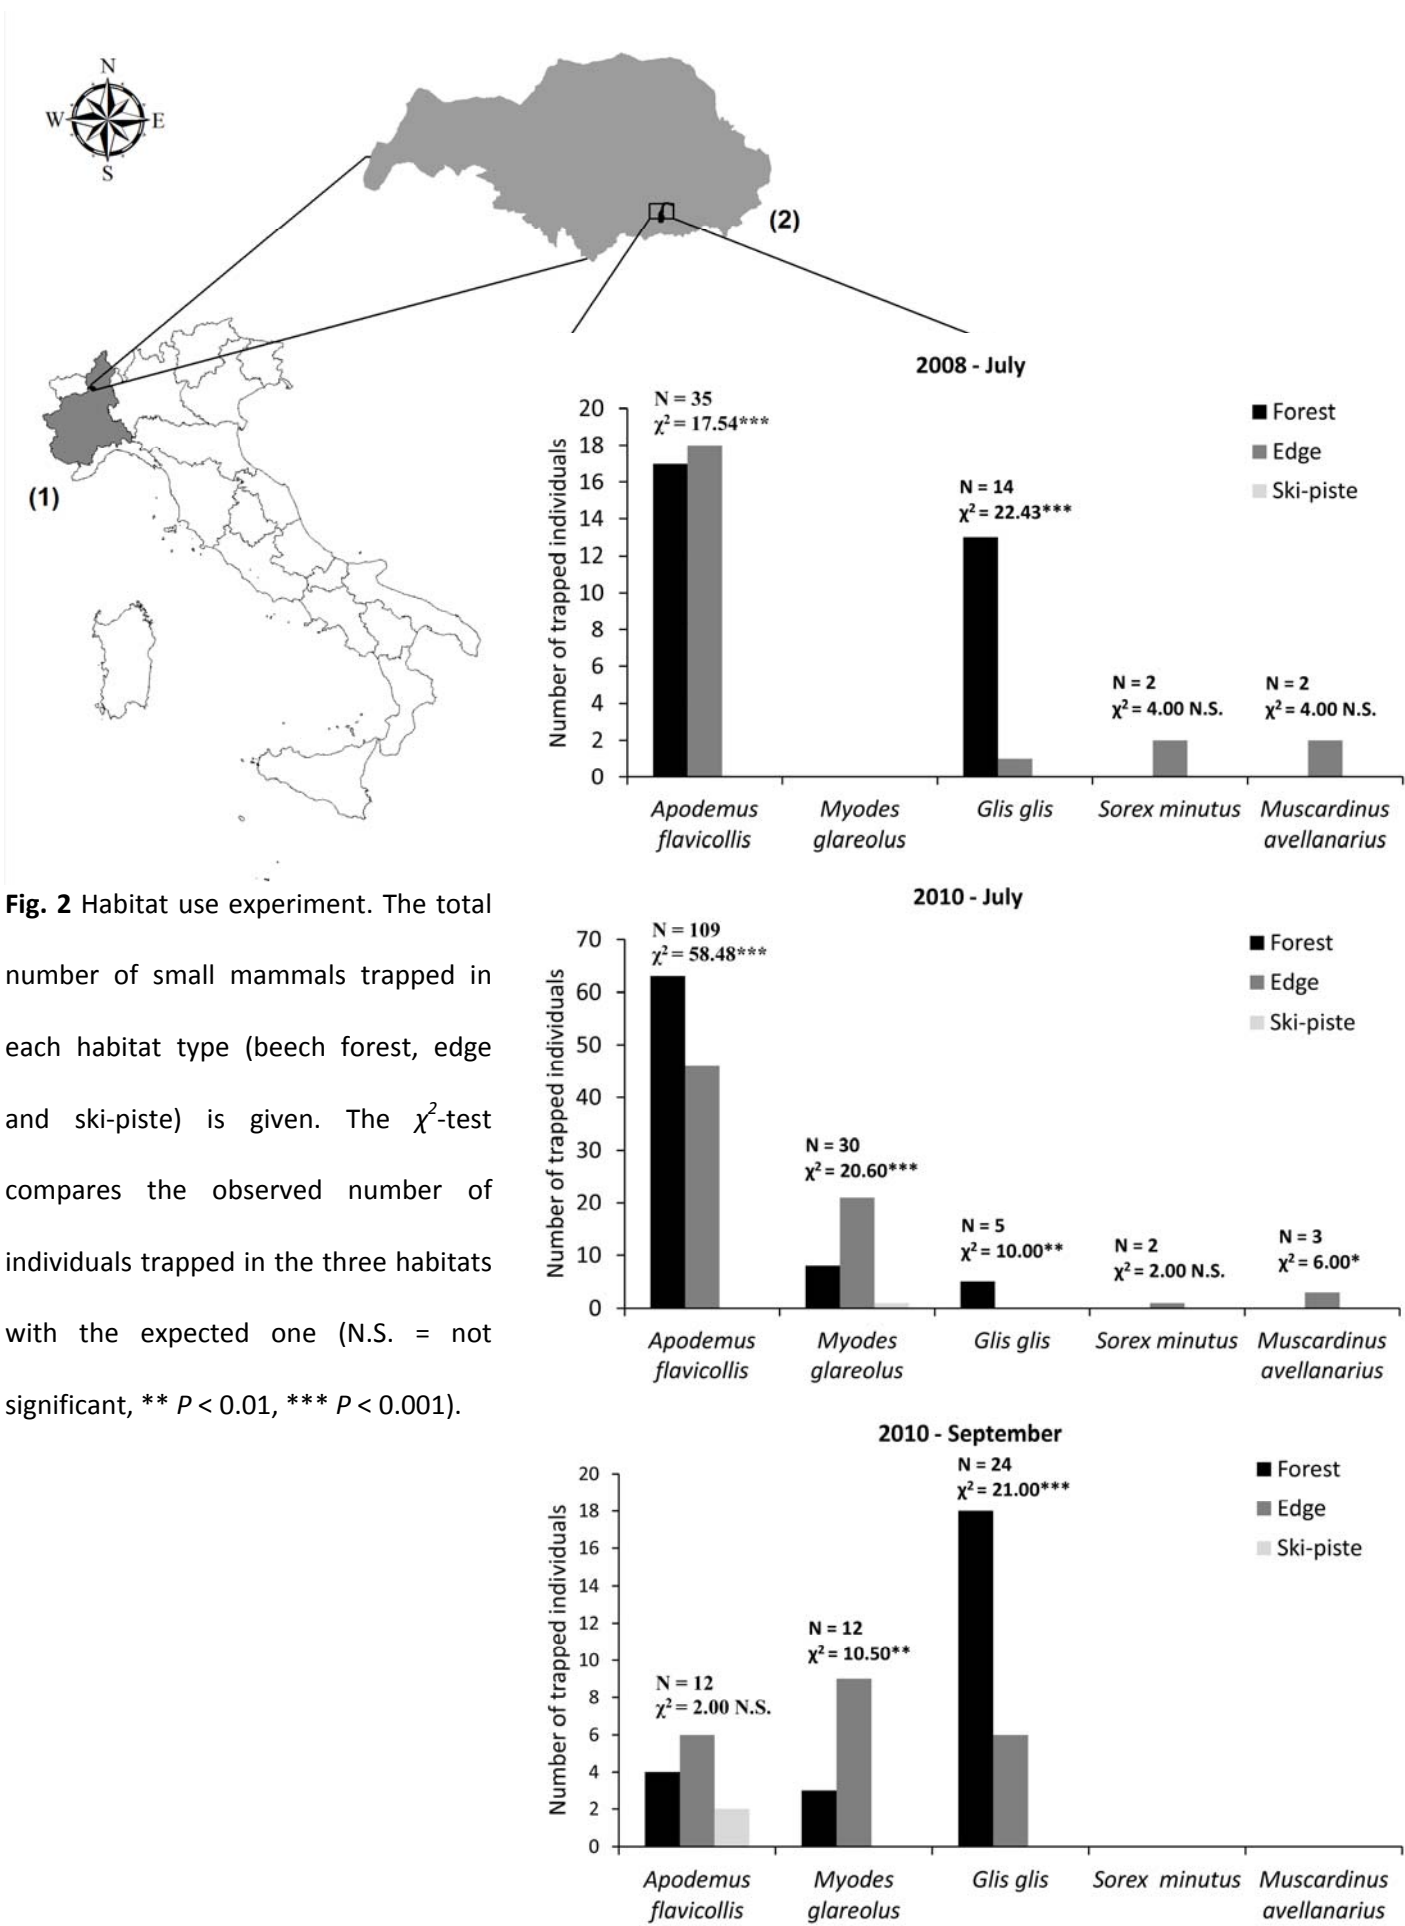 N
W
E
S
(2)
(1)
2008 - July
N = 35
χ² = 17.54***
N = 14
χ² = 22.43***
N = 2
χ² = 4.00 N.S.
N = 2
χ² = 4.00 N.S.
Forest
Edge
Ski-piste
Number of trapped individuals
20
18
16
14
12
10
8
6
4
2
0
Apodemus
flavicollis
Myodes
glareolus
Glis glis
Sorex minutus
Muscardinus
avellanarius
Fig. 2 Habitat use experiment. The total
number of small mammals trapped in
each habitat type (beech forest, edge
and ski-piste) is given. The χ²-test
compares the observed number of
individuals trapped in the three habitats
with the expected one (N.S. = not
significant, ** P < 0.01, *** P < 0.001).
2010 - July
N = 109
χ² = 58.48***
N = 30
χ² = 20.60***
N = 5
χ² = 10.00**
N = 2
χ² = 2.00 N.S.
N = 3
χ² = 6.00*
Forest
Edge
Ski-piste
Number of trapped individuals
70
60
50
40
30
20
10
0
Apodemus
flavicollis
Myodes
glareolus
Glis glis
Sorex minutus
Muscardinus
avellanarius
2010 - September
N = 12
χ² = 2.00 N.S.
N = 12
χ² = 10.50**
N = 24
χ² = 21.00***
Forest
Edge
Ski-piste
Number of trapped individuals
20
18
16
14
12
10
8
6
4
2
0
Apodemus
flavicollis
Myodes
glareolus
Glis glis
Sorex minutus
Muscardinus
avellanarius